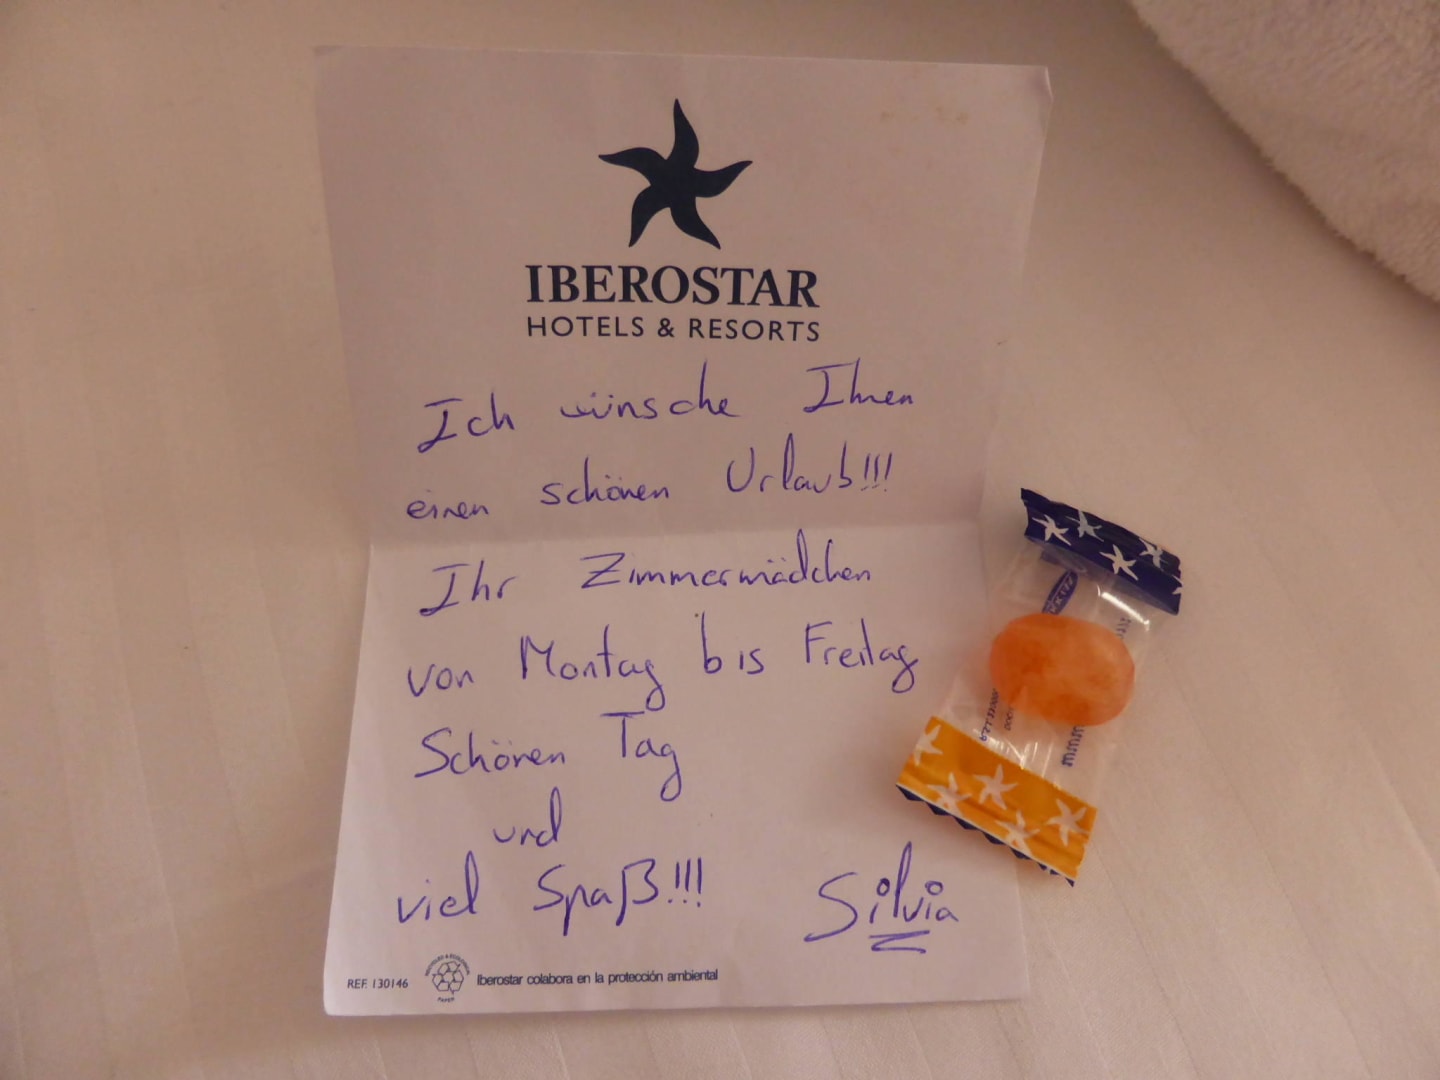 IBEROSTAR
HOTELS & RESORTS
Ich wünsche Ihnen
einen schönen Urlaub!!!
Ihr Zimmermädchen
von Montag bis Freitag
Schönen Tag
und
viel Spaß!!!
Silvia
REF. 130146
Iberostar colabora en la protección ambiental